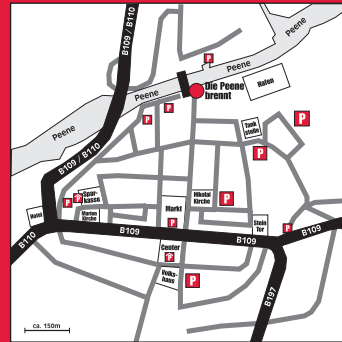 B109 / B110
Peene
P
Peene
Peene
Hafen
Die Peene
brennt
P
P
Tank
stelle
P
P
Peene
B109 / B110
Spar-
kasse
P
P
Nikolai
Kirche
P
Markt
Hotel
Marien
Kirche
P
Stein
Tor
P
B109
B109
B109
B110
Center
P
Volks-
haus
P
B197
ca. 150m